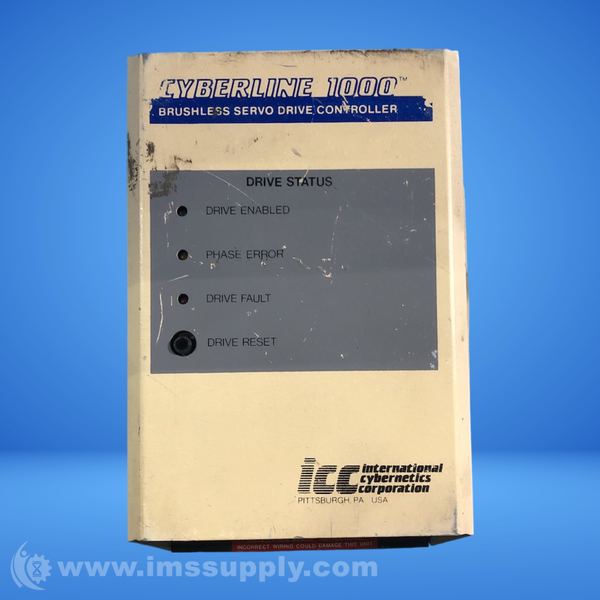 CYBERLINE 1000™
BRUSHLESS SERVO DRIVE CONTROLLER
DRIVE STATUS
DRIVE ENABLED
PHASE ERROR
DRIVE FAULT
DRIVE RESET
icc international
cybernetics
corporation
PITTSBURGH PA. USA
INCORRECT WIRING COULD DAMAGE THIS UNIT
www.imssupply.com